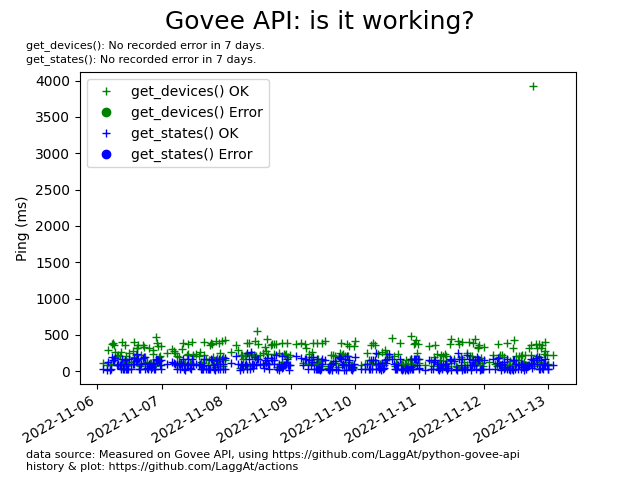 Govee API: is it working?
get_devices(): No recorded error in 7 days.
get_states(): No recorded error in 7 days.
get_devices() OK
get_devices() Error
get_states() OK
get_states() Error
Ping (ms)
4000
3500
3000
2500
2000
1500
1000
500
0
2022-11-06
2022-11-07
2022-11-08
2022-11-09
2022-11-10
2022-11-11
2022-11-12
2022-11-13
data source: Measured on Govee API, using https://github.com/LaggAt/python-govee-api
history & plot: https://github.com/LaggAt/actions